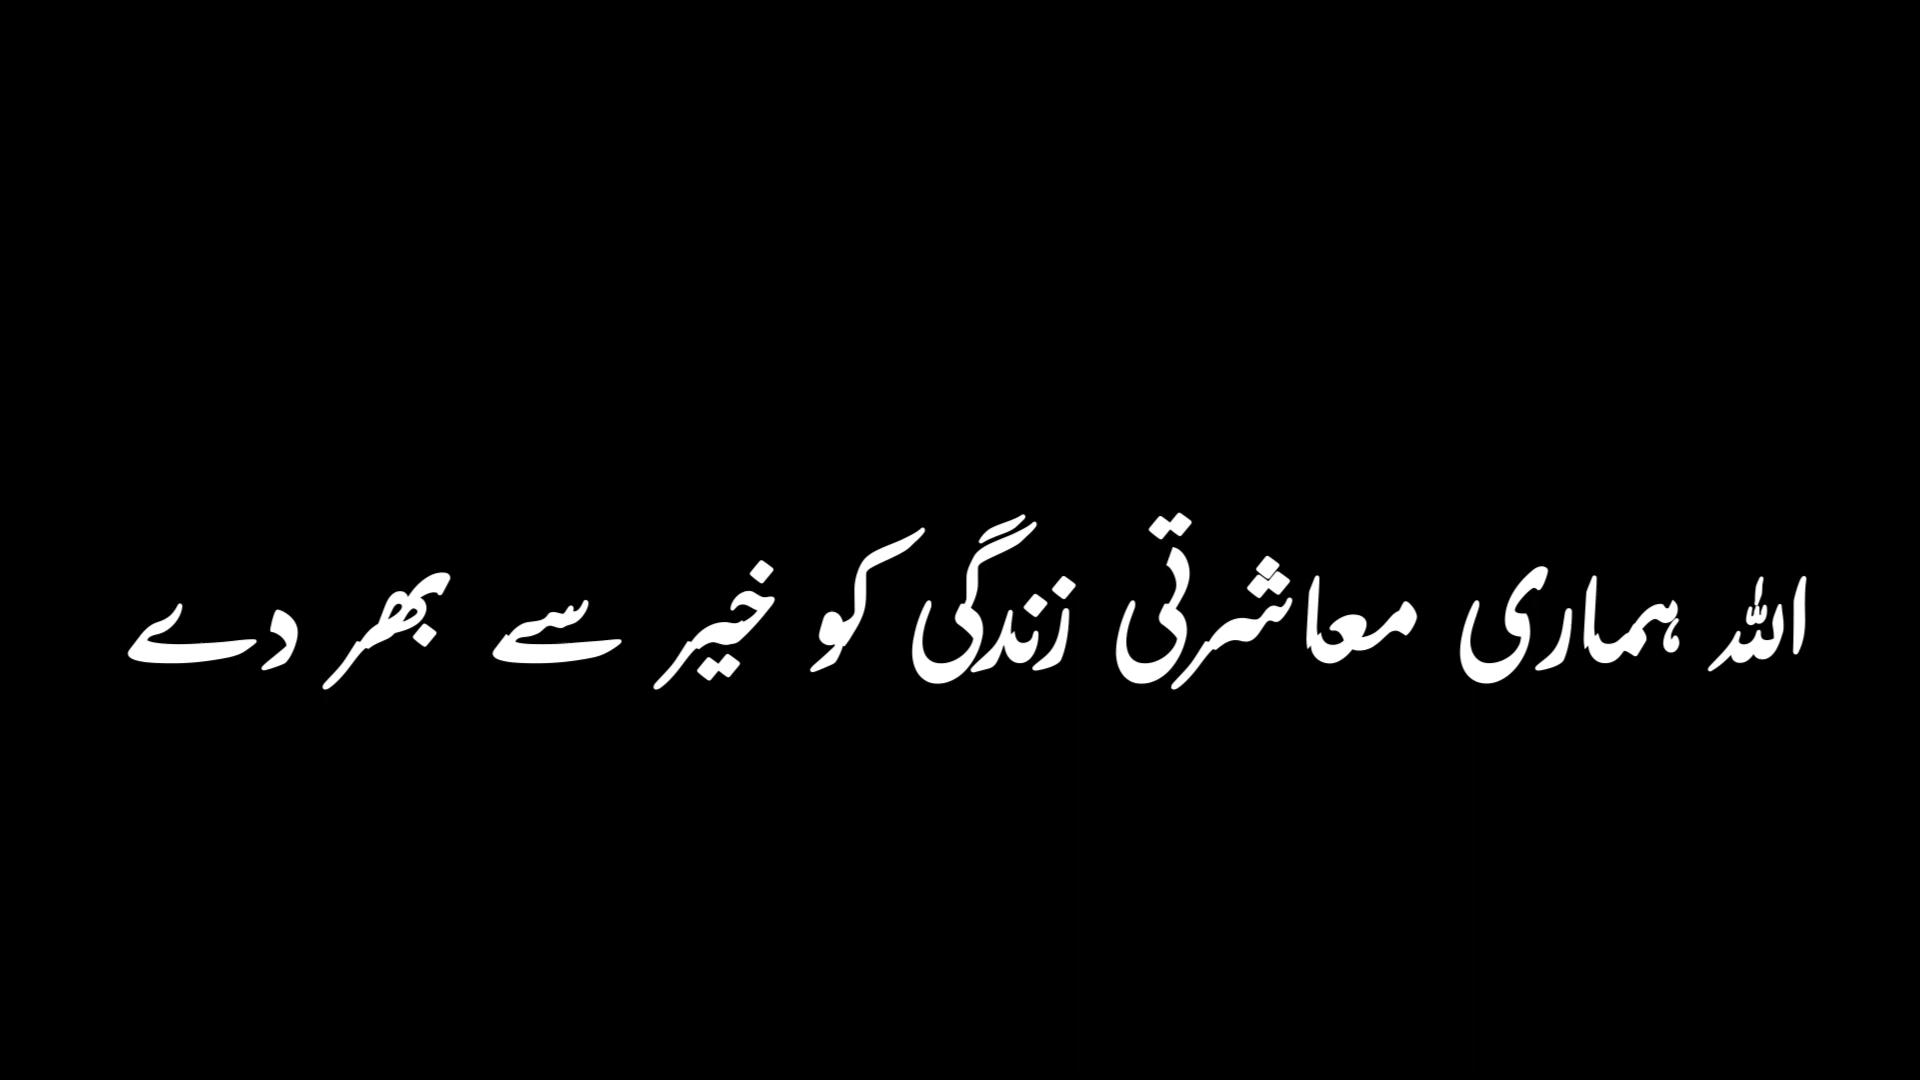 اللہ ہماری معاشرتی زندگی کو خیر سے بھر دے